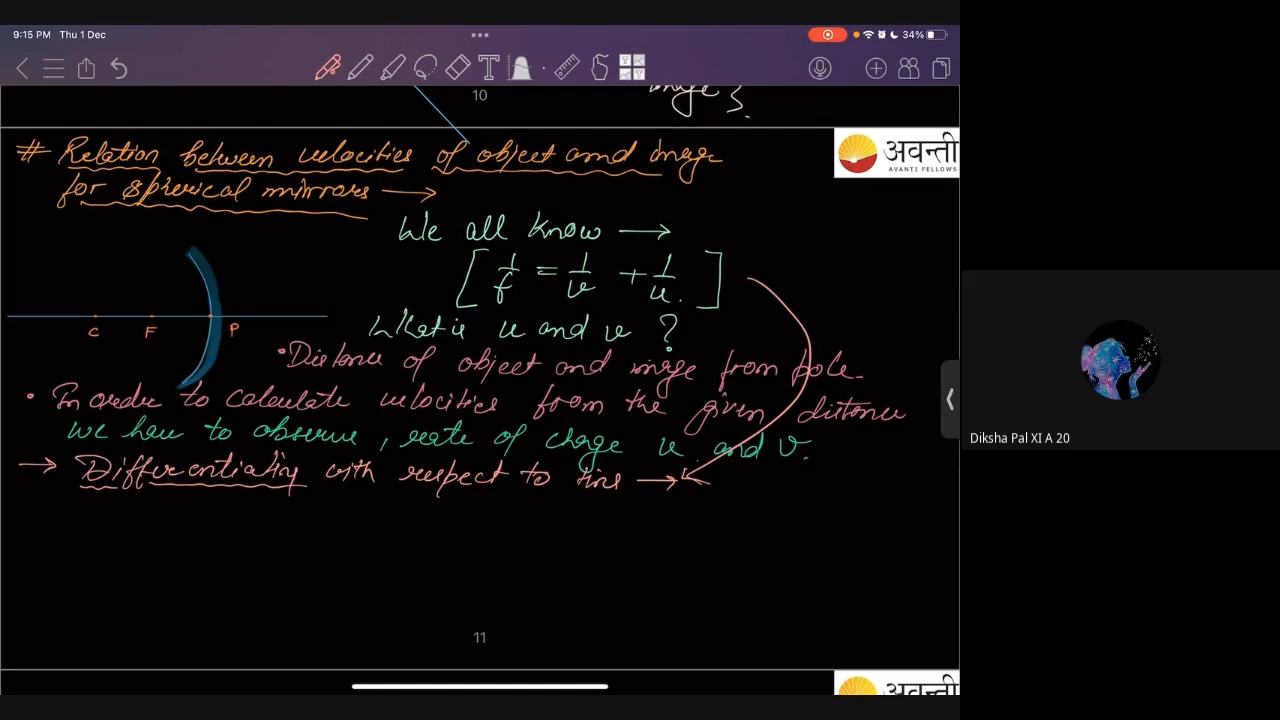 9:15 PM Thu 1 Dec
34%
10
image }.
# Relation between velocities of object and image
for spherical mirrors →
अवन्ती
AVANTI FELLOWS
We all know →
[ 1/f = 1/v + 1/u. ]
C F P
What is u and v ?
• Distance of object and image from pole.
• In order to calculate velocities from the given distance
we have to observe, rate of change u and v.
→ Differentiating with respect to time →
Diksha Pal XI A 20
11
अवन्ती